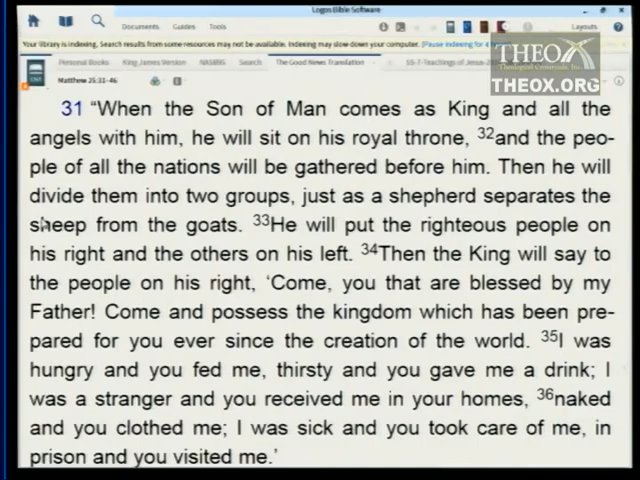 Logos Bible Software
Documents Guides Tools Layouts
Your library is indexing, Search results from some resources may not be available. Indexing may slow down your computer. (Pause indexing for 4
THEOX
THEOX.ORG
Personal Books King James Version NASB95 Search The Good News Translation SS-7-Teachings of Jesus-20
Matthew 25:31-46
31 “When the Son of Man comes as King and all the
angels with him, he will sit on his royal throne, 32and the peo-
ple of all the nations will be gathered before him. Then he will
divide them into two groups, just as a shepherd separates the
sheep from the goats. 33He will put the righteous people on
his right and the others on his left. 34Then the King will say to
the people on his right, ‘Come, you that are blessed by my
Father! Come and possess the kingdom which has been pre-
pared for you ever since the creation of the world. 35I was
hungry and you fed me, thirsty and you gave me a drink; I
was a stranger and you received me in your homes, 36naked
and you clothed me; I was sick and you took care of me, in
prison and you visited me.’